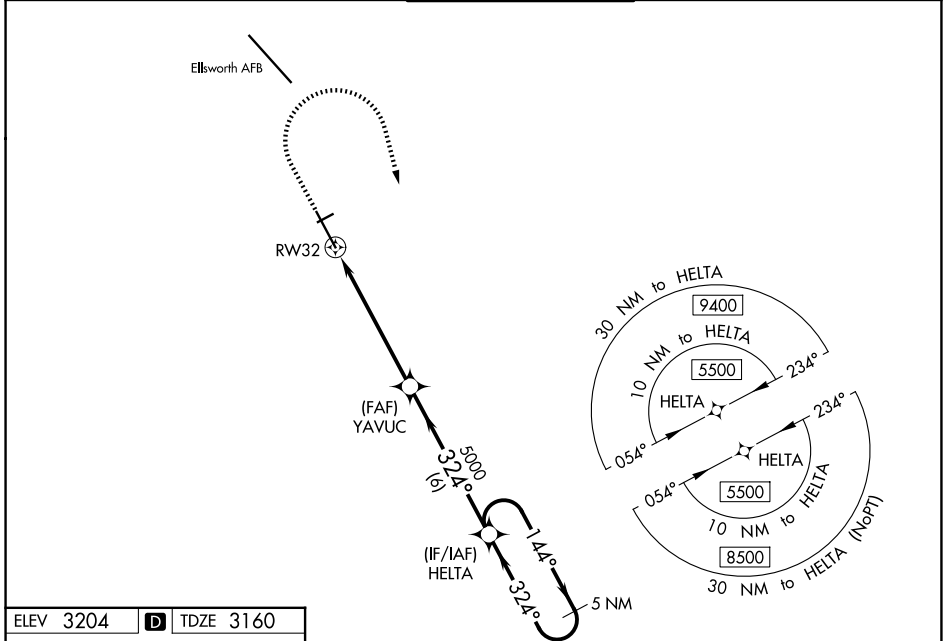 Ellsworth AFB
RW32
(FAF)
YAVUC
5000
324°
(6)
(IF/IAF)
HELTA
144°
324°
5 NM
30 NM to HELTA
9400
10 NM to HELTA
5500
234°
HELTA
054°
234°
HELTA
054°
5500
10 NM to HELTA
8500
30 NM to HELTA (NoPT)
ELEV 3204 D TDZE 3160